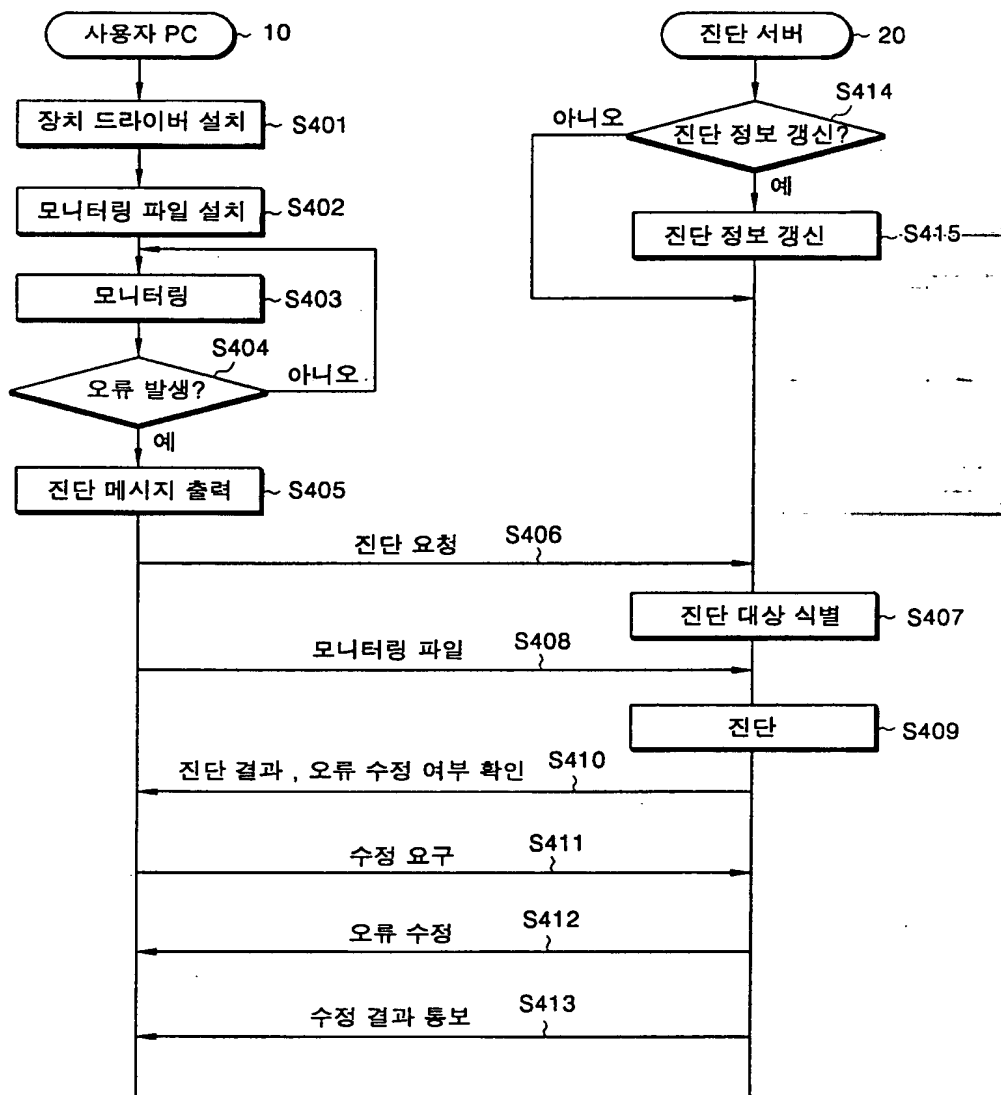 사용자 PC
10
진단 서버
20
장치 드라이버 설치
S401
S414
아니오
진단 정보 갱신?
예
모니터링 파일 설치
S402
진단 정보 갱신
S415
모니터링
S403
S404
오류 발생?
아니오
예
진단 메시지 출력
S405
진단 요청
S406
진단 대상 식별
S407
모니터링 파일
S408
진단
S409
진단 결과 , 오류 수정 여부 확인
S410
수정 요구
S411
오류 수정
S412
수정 결과 통보
S413